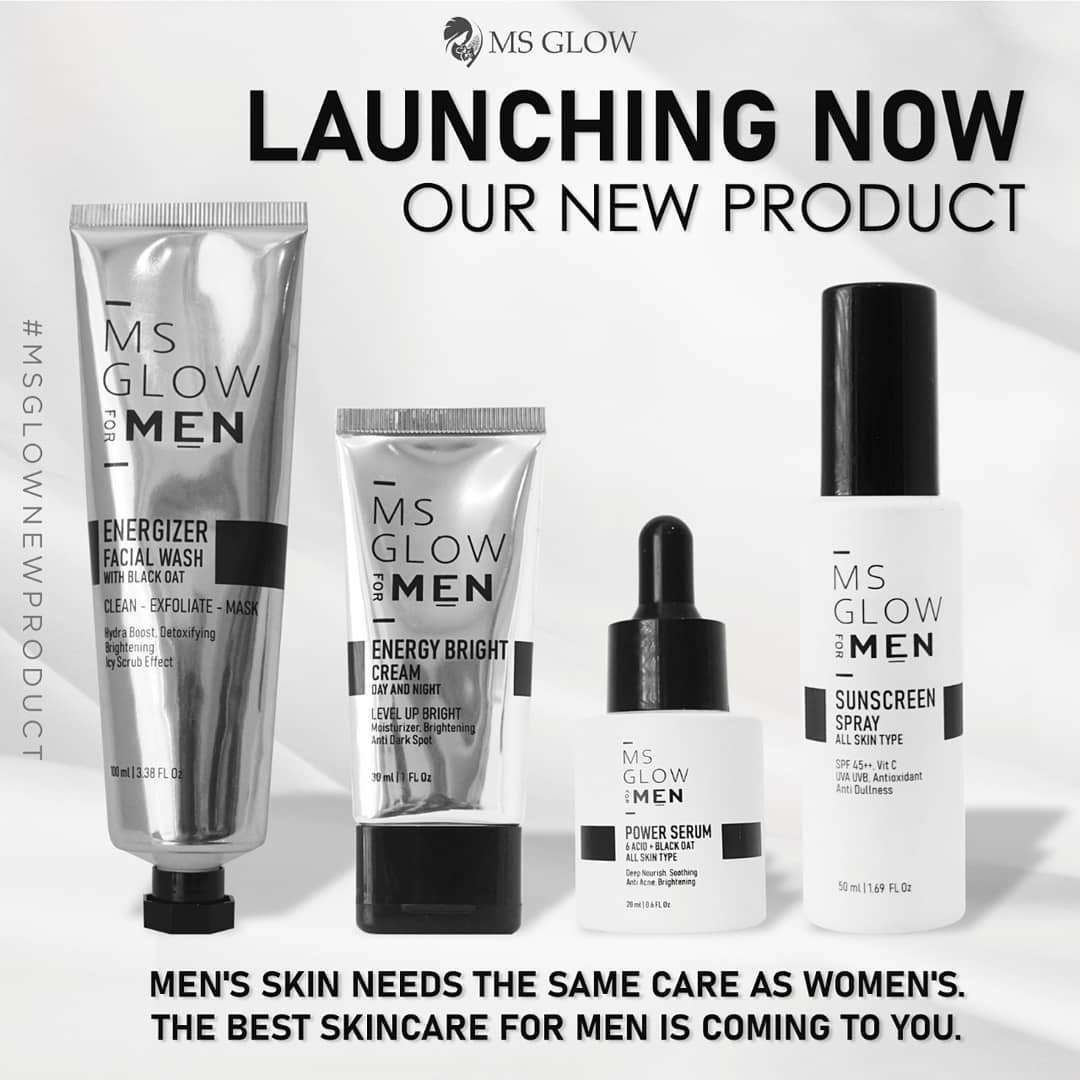 MS GLOW
LAUNCHING NOW
OUR NEW PRODUCT
#MSGLOWNEWPRODUCT
MS
GLOW
FOR MEN
ENERGIZER
FACIAL WASH
WITH BLACK OAT
CLEAN - EXFOLIATE - MASK
Hydra Boost, Detoxifying
Brightening
Icy Scrub Effect
100 ml | 3.38 FL Oz
MS
GLOW
FOR MEN
ENERGY BRIGHT
CREAM
DAY AND NIGHT
LEVEL UP BRIGHT
Moisturizer, Brightening
Anti Dark Spot
30 ml | 1 FL Oz
MS
GLOW
FOR MEN
POWER SERUM
6 ACID + BLACK OAT
ALL SKIN TYPE
Deep Nourish, Soothing
Anti Acne, Brightening
20 ml | 0.6 FL Oz
MS
GLOW
FOR MEN
SUNSCREEN
SPRAY
ALL SKIN TYPE
SPF 45++, Vit C
UVA UVB, Antioxidant
Anti Dullness
50 ml | 1.69 FL Oz
MEN'S SKIN NEEDS THE SAME CARE AS WOMEN'S.
THE BEST SKINCARE FOR MEN IS COMING TO YOU.